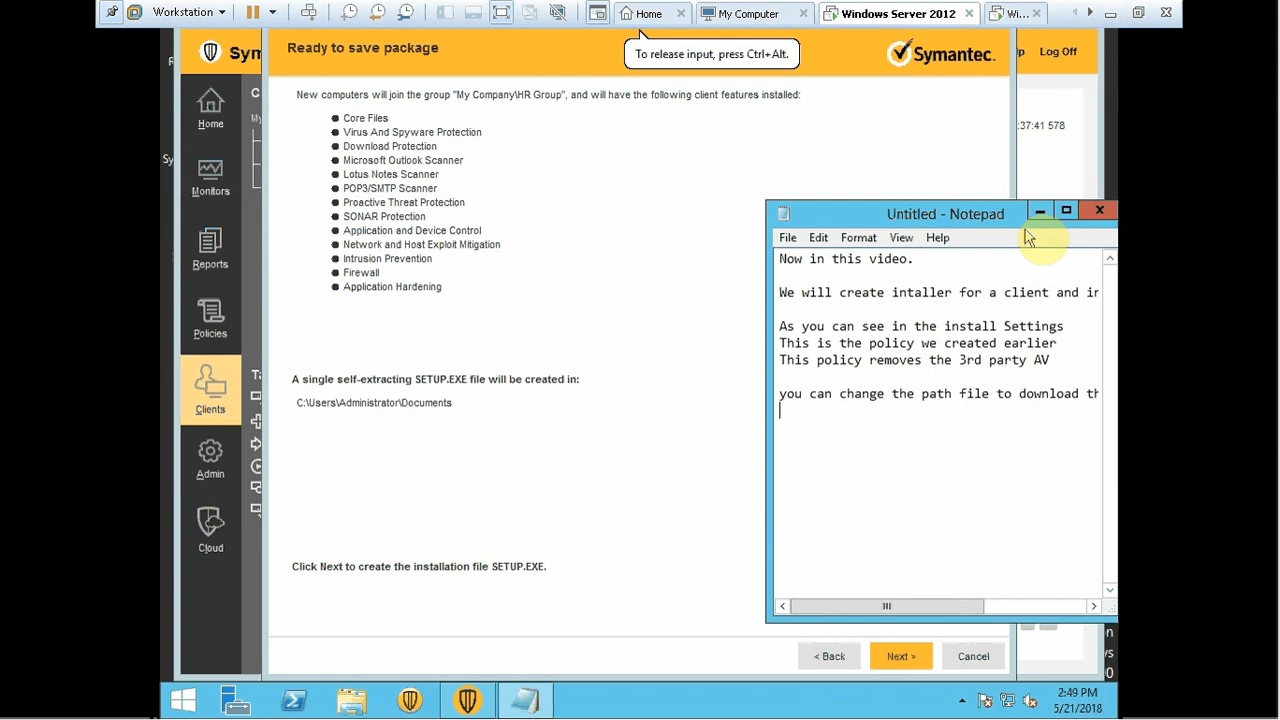 Workstation
Home
My Computer
Windows Server 2012
Wi...
Sym
Ready to save package
To release input, press Ctrl+Alt.
Symantec.
lp
Log Off
New computers will join the group "My Company\HR Group", and will have the following client features installed:
Core Files
Virus And Spyware Protection
Download Protection
Microsoft Outlook Scanner
Lotus Notes Scanner
POP3/SMTP Scanner
Proactive Threat Protection
SONAR Protection
Application and Device Control
Network and Host Exploit Mitigation
Intrusion Prevention
Firewall
Application Hardening
:37:41 578
Home
Monitors
Reports
Policies
Clients
Admin
Cloud
C
My
Sy
T
A single self-extracting SETUP.EXE file will be created in:
C:\Users\Administrator\Documents
Click Next to create the installation file SETUP.EXE.
< Back
Next »
Cancel
Untitled - Notepad
File Edit Format View Help
Now in this video.
We will create intaller for a client and in
As you can see in the install Settings
This is the policy we created earlier
This policy removes the 3rd party AV
you can change the path file to download th
2:49 PM
5/21/2018